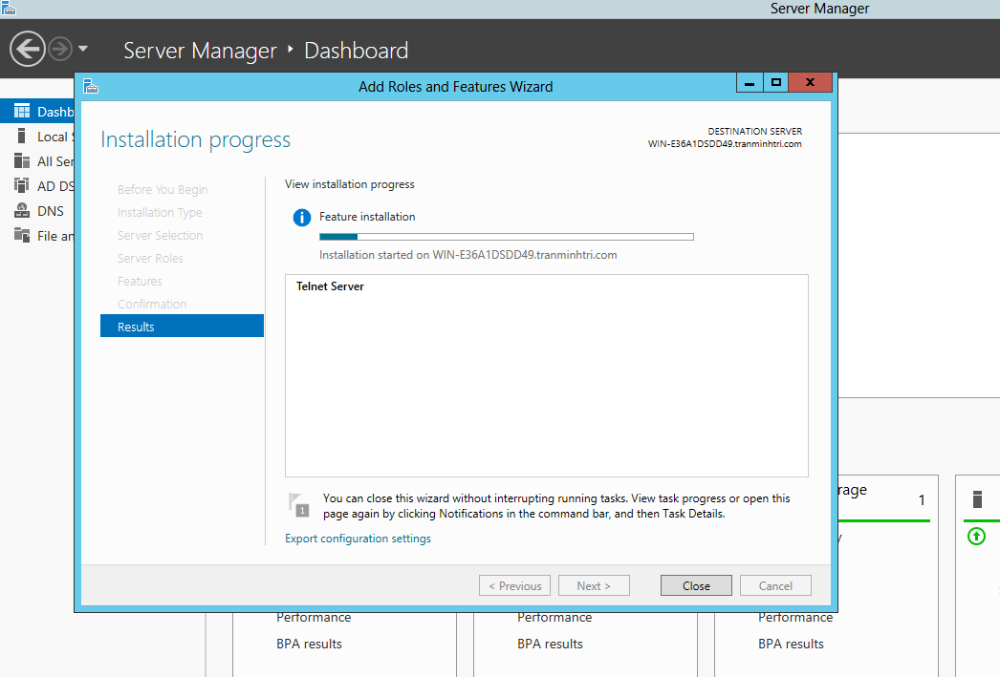 Server Manager
Server Manager • Dashboard
Add Roles and Features Wizard
Dashb
Local S
All Ser
AD DS
DNS
File an
Installation progress
DESTINATION SERVER
WIN-E36A1DSDD49.tranminhtri.com
Before You Begin
Installation Type
Server Selection
Server Roles
Features
Confirmation
Results
View installation progress
Feature installation
Installation started on WIN-E36A1DSDD49.tranminhtri.com
Telnet Server
1
You can close this wizard without interrupting running tasks. View task progress or open this
page again by clicking Notifications in the command bar, and then Task Details.
Export configuration settings
< Previous
Next >
Close
Cancel
rage
1
y
Performance
BPA results
Performance
BPA results
Performance
BPA results